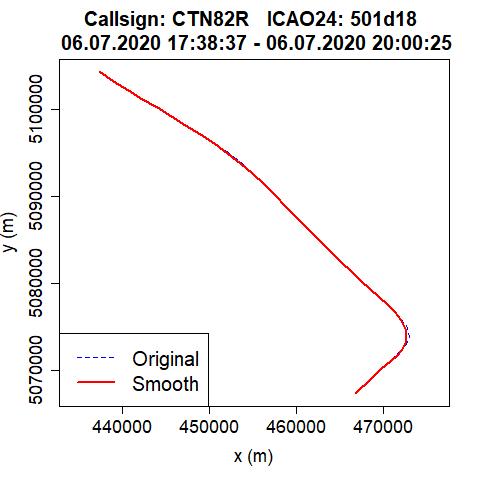 Callsign: CTN82R   ICAO24: 501d18
06.07.2020 17:38:37 - 06.07.2020 20:00:25
y (m)
5100000
5090000
5080000
5070000
Original
Smooth
440000 450000 460000 470000
x (m)